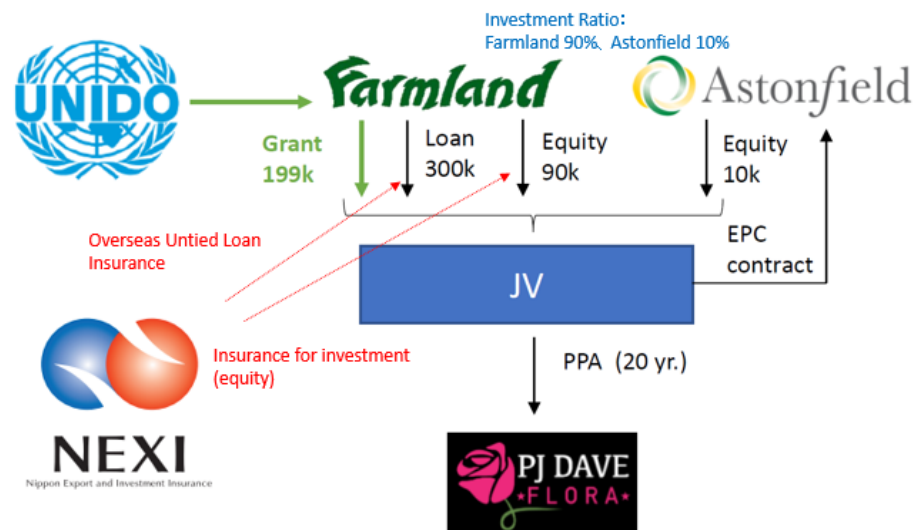 Investment Ratio:
Farmland 90%、Astonfield 10%
UNIDO
Farmland
Astonfield
Grant
199k
Loan
300k
Equity
90k
Equity
10k
Overseas Untied Loan
Insurance
EPC
contract
JV
Insurance for investment
(equity)
PPA (20 yr.)
NEXI
Nippon Export and Investment Insurance
PJ DAVE
★FLORA★